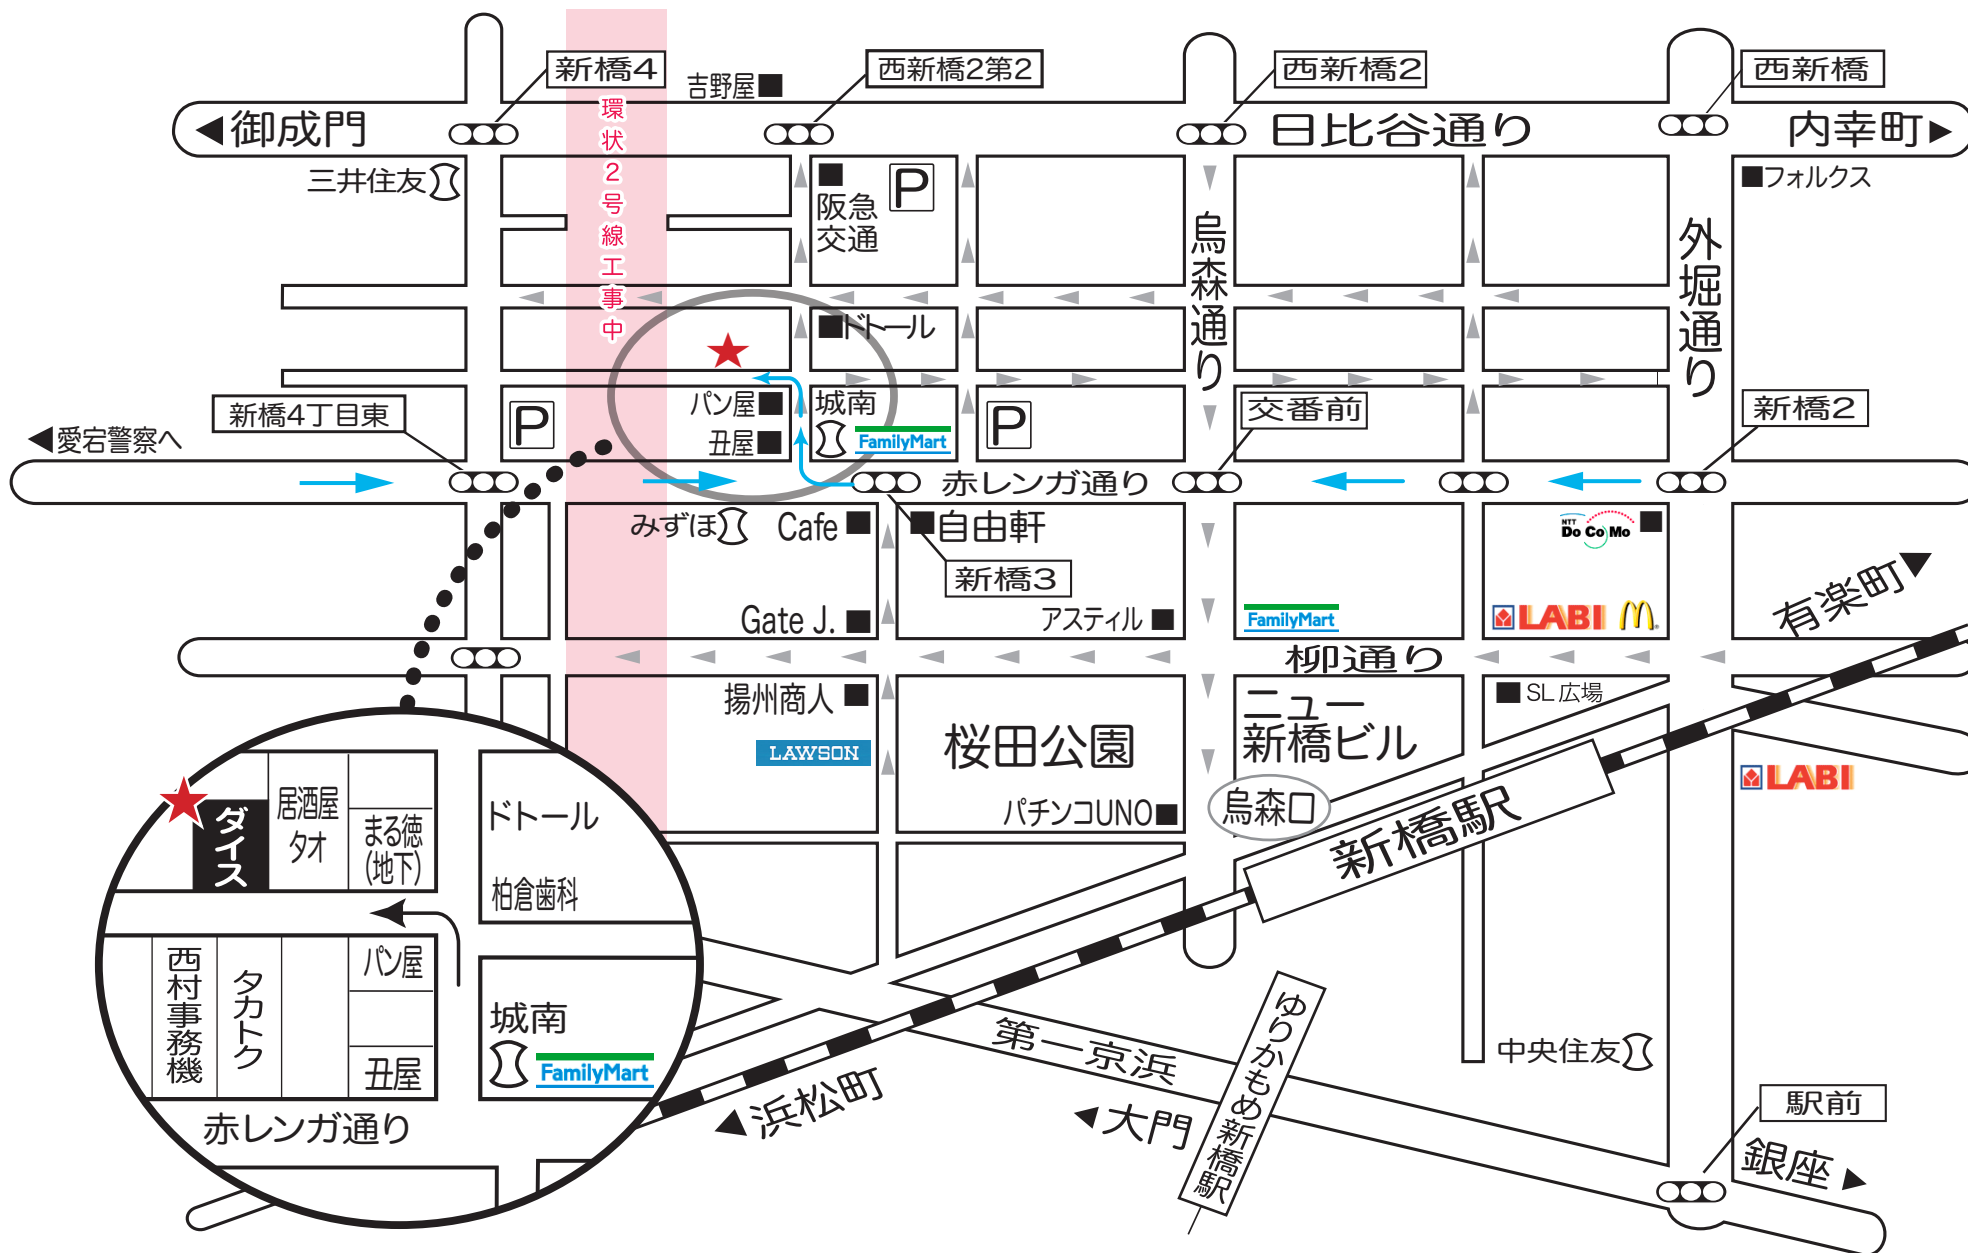 新橋4
西新橋2第2
西新橋2
西新橋
吉野屋
御成門
日比谷通り
内幸町
環状2号線工事中
三井住友
阪急
交通
P
烏森通り
外堀通り
フォルクス
ドトール
新橋4丁目東
P
パン屋
丑屋
城南
FamilyMart
P
交番前
新橋2
愛宕警察へ
赤レンガ通り
みずほ
Cafe
自由軒
新橋3
NTT
DoCoMo
Gate J.
アスティル
FamilyMart
LABI
M
有楽町
柳通り
揚州商人
LAWSON
桜田公園
ニュー
新橋ビル
SL広場
パチンコUNO
烏森口
新橋駅
LABI
ダイス
居酒屋
タオ
まる徳
(地下)
ドトール
柏倉歯科
西村事務機
タカトク
パン屋
丑屋
城南
FamilyMart
赤レンガ通り
浜松町
第一京浜
大門
ゆりかもめ新橋駅
中央住友
駅前
銀座